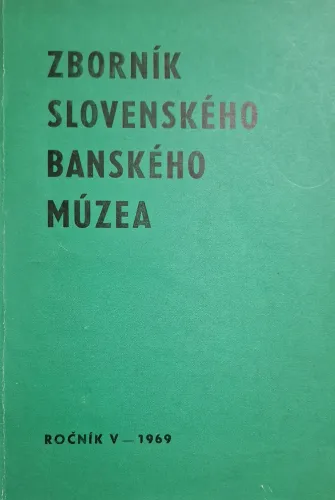 ZBORNÍK
SLOVENSKÉHO
BANSKÉHO
MÚZEA
ROČNÍK V — 1969